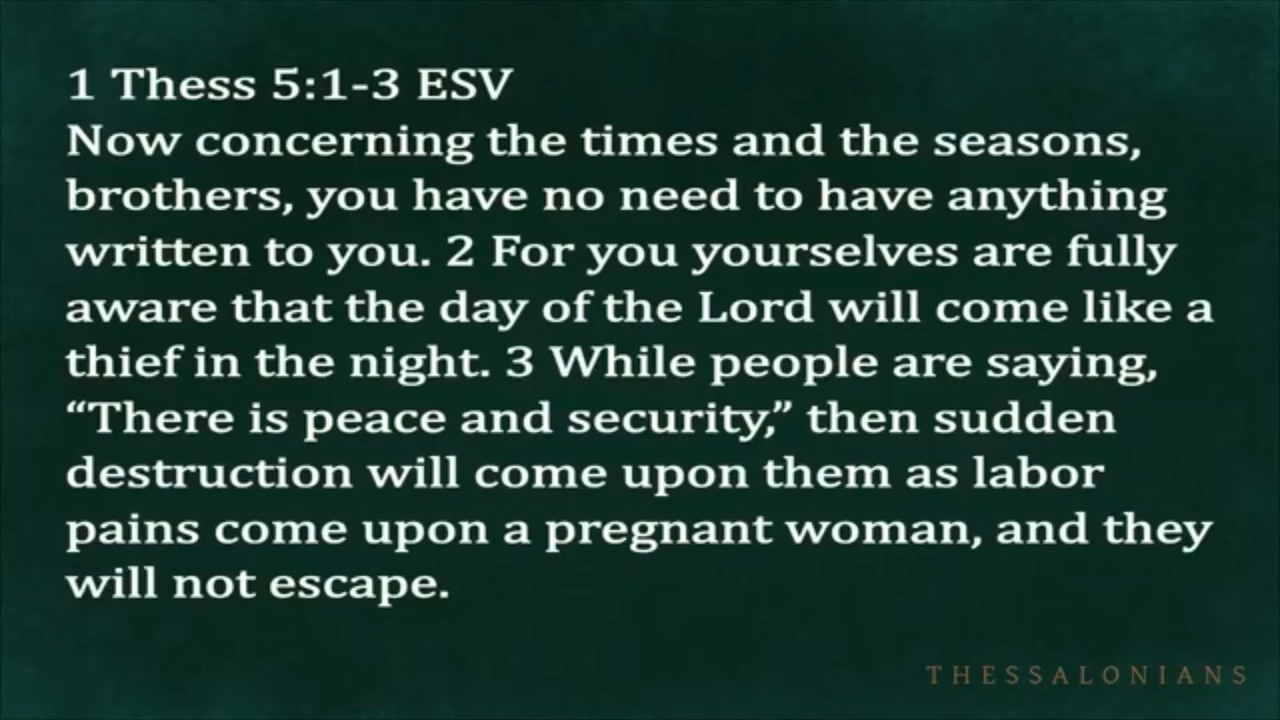 1 Thess 5:1-3 ESV
Now concerning the times and the seasons,
brothers, you have no need to have anything
written to you. 2 For you yourselves are fully
aware that the day of the Lord will come like a
thief in the night. 3 While people are saying,
“There is peace and security,” then sudden
destruction will come upon them as labor
pains come upon a pregnant woman, and they
will not escape.
THESSALONIANS